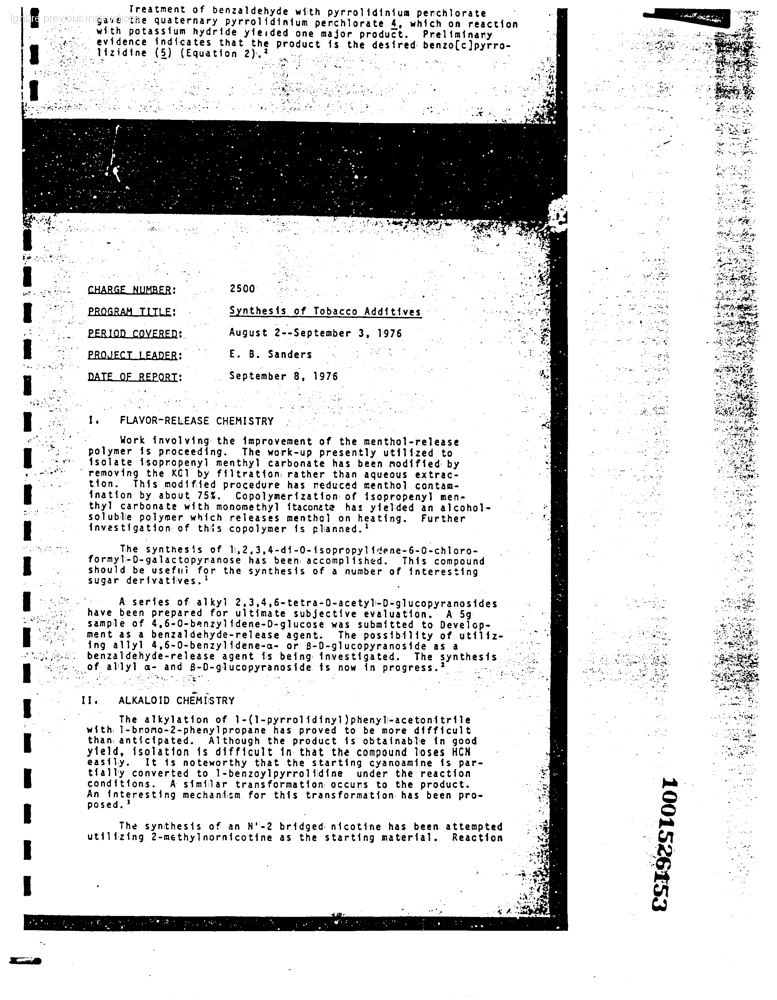 Treatment of benzaldehyde with pyrrolidinium perchlorate
gave the quaternary pyrrolidinium perchlorate 4, which on reaction
with potassium hydride yielded one major product. Preliminary
evidence indicates that the product is the desired benzo[c]pyrro-
lizidine (5) (Equation 2).²
CHARGE NUMBER: 2500
PROGRAM TITLE: Synthesis of Tobacco Additives
PERIOD COVERED: August 2--September 3, 1976
PROJECT LEADER: E. B. Sanders
DATE OF REPORT: September 8, 1976
I. FLAVOR-RELEASE CHEMISTRY
Work involving the improvement of the menthol-release
polymer is proceeding. The work-up presently utilized to
isolate isopropenyl menthyl carbonate has been modified by
removing the KCl by filtration rather than aqueous extrac-
tion. This modified procedure has reduced menthol contam-
ination by about 75%. Copolymerization of isopropenyl men-
thyl carbonate with monomethyl itaconate has yielded an alcohol-
soluble polymer which releases menthol on heating. Further
investigation of this copolymer is planned.¹
The synthesis of 1,2,3,4-di-O-isopropylidene-6-O-chloro-
formyl-D-galactopyranose has been accomplished. This compound
should be useful for the synthesis of a number of interesting
sugar derivatives.¹
A series of alkyl 2,3,4,6-tetra-O-acetyl-D-glucopyranosides
have been prepared for ultimate subjective evaluation. A 5g
sample of 4,6-O-benzylidene-D-glucose was submitted to Develop-
ment as a benzaldehyde-release agent. The possibility of utiliz-
ing allyl 4,6-O-benzylidene-α- or β-D-glucopyranoside as a
benzaldehyde-release agent is being investigated. The synthesis
of allyl α- and β-D-glucopyranoside is now in progress.²
II. ALKALOID CHEMISTRY
The alkylation of 1-(1-pyrrolidinyl)phenyl-acetonitrile
with 1-bromo-2-phenylpropane has proved to be more difficult
than anticipated. Although the product is obtainable in good
yield, isolation is difficult in that the compound loses HCN
easily. It is noteworthy that the starting cyanoamine is par-
tially converted to 1-benzoylpyrrolidine under the reaction
conditions. A similar transformation occurs to the product.
An interesting mechanism for this transformation has been pro-
posed.³
The synthesis of an N'-2 bridged nicotine has been attempted
utilizing 2-methylnornicotine as the starting material. Reaction
1001526153